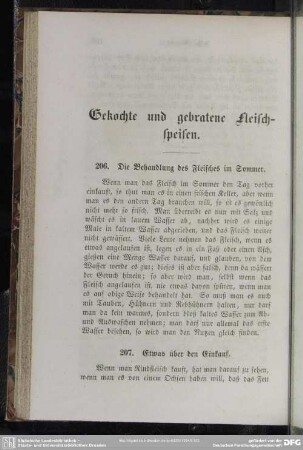 Gekochte und gebratene Fleisch-
speisen.
206. Die Behandlung des Fleisches im Sommer.
Wenn man das Fleisch im Sommer den Tag vorher
einkauft, so thut man es in einen frischen Keller, aber wenn
man es den andern Tag brauchen will, so ist es gewöhnlich
nicht mehr so frisch. Man überreibe es nun mit Salz und
wäsch es in lauem Wasser ab, nachher wird es einige
Male in kaltem Wasser abgerieben, und das Fleisch weiter
nicht gewässert. Viele Leute nehmen das Fleisch, wenn es
etwas angelaufen ist, legen es in ein Faß oder einen Asch,
gießen eine Menge Wasser darauf, und glauben, von dem
Wasser werde es gut; dieses ist aber falsch, denn da verliert
der Geruch hinein; so aber wird man, selbst wenn das
Fleisch angelaufen ist, nie etwas davon spüren, wenn man
es auf obige Weise behandelt hat. So muß man es auch
mit Tauben, Hühnern und Rebhühnern halten, nur darf
man da kein warmes, sondern blos kaltes Wasser zum Ab-
und Auswaschen nehmen; man darf nur allemal das erste
Wasser besehen, so wird man den Nutzen gleich finden.
207. Etwas über den Einkauf.
Wenn man Rindfleisch kauft, hat man darauf zu sehen,
wenn man es von einem Ochsen haben will, daß das Fett